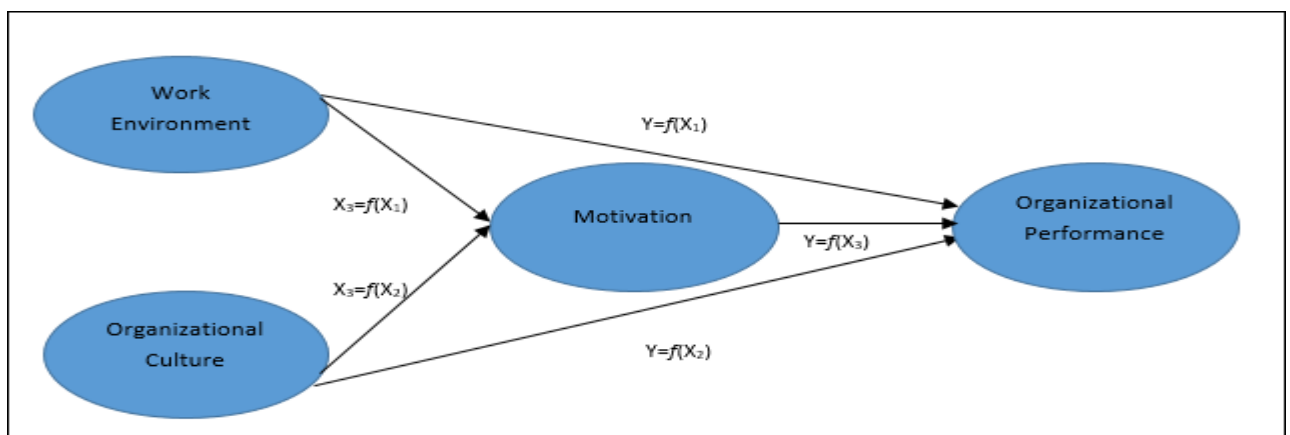 Work
Environment
Y=f(X₁)
X₃=f(X₁)
Motivation
Organizational
Performance
Y=f(X₃)
X₃=f(X₂)
Organizational
Culture
Y=f(X₂)